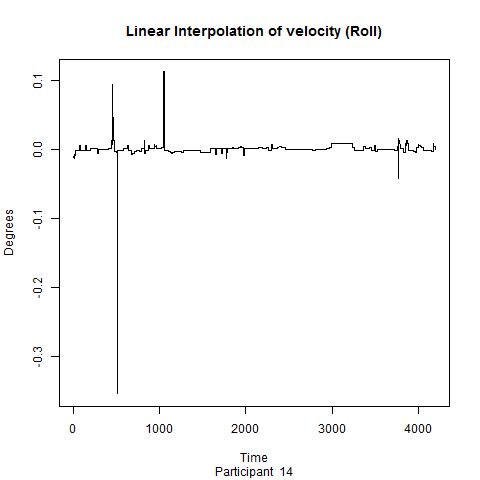 Linear Interpolation of velocity (Roll)
0.1
0.0
-0.1
-0.2
-0.3
Degrees
0 1000 2000 3000 4000
Time
Participant 14